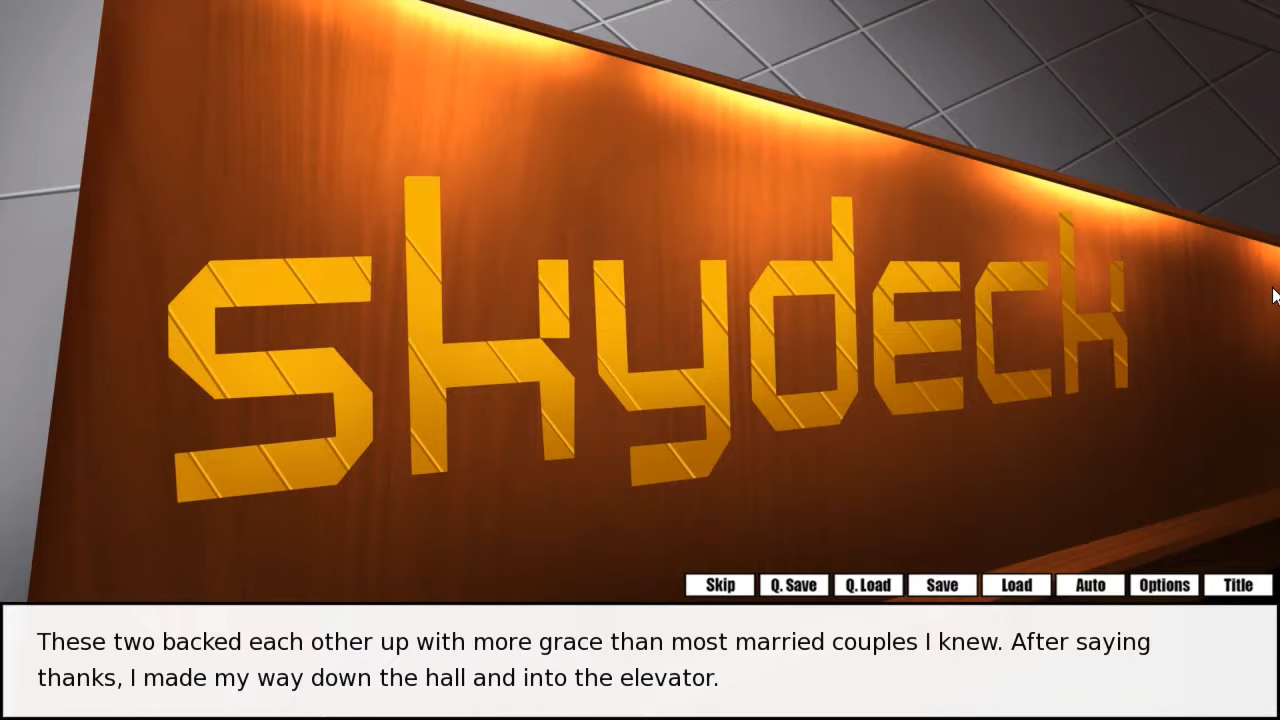 skydeck
Skip Q. Save Q. Load Save Load Auto Options Title
These two backed each other up with more grace than most married couples I knew. After saying
thanks, I made my way down the hall and into the elevator.